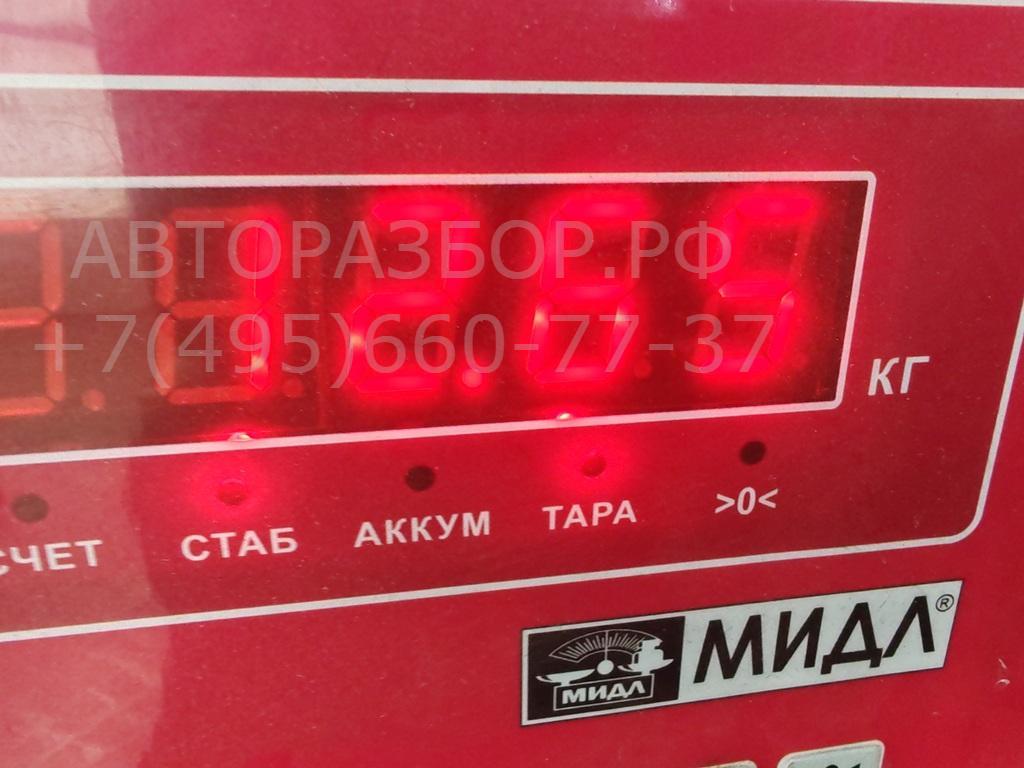 АВТОРАЗБОР.РФ
+7(495)660-77-37
КГ
СЧЕТ СТАБ АККУМ ТАРА >0<
МИДЛ МИДЛ®